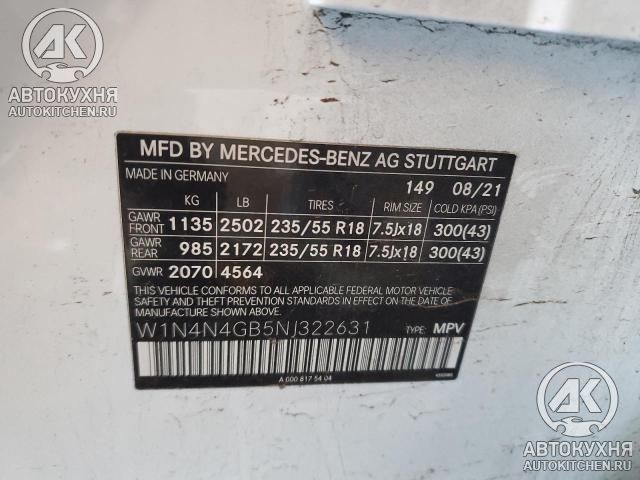 AK
АВТОКУХНЯ
AUTOKITCHEN.RU
MFD BY MERCEDES-BENZ AG STUTTGART
MADE IN GERMANY 149 08/21
KG LB TIRES RIM SIZE COLD KPA(PSI)
GAWR FRONT 1135 2502 235/55 R18 7.5Jx18 300(43)
GAWR REAR 985 2172 235/55 R18 7.5Jx18 300(43)
GVWR 2070 4564
THIS VEHICLE CONFORMS TO ALL APPLICABLE FEDERAL MOTOR VEHICLE
SAFETY AND THEFT PREVENTION STANDARDS IN EFFECT ON THE DATE OF
MANUFACTURE SHOWN ABOVE.
W1N4N4GB5NJ322631 TYPE: MPV
A 000 817 54 04
AK
АВТОКУХНЯ
AUTOKITCHEN.RU